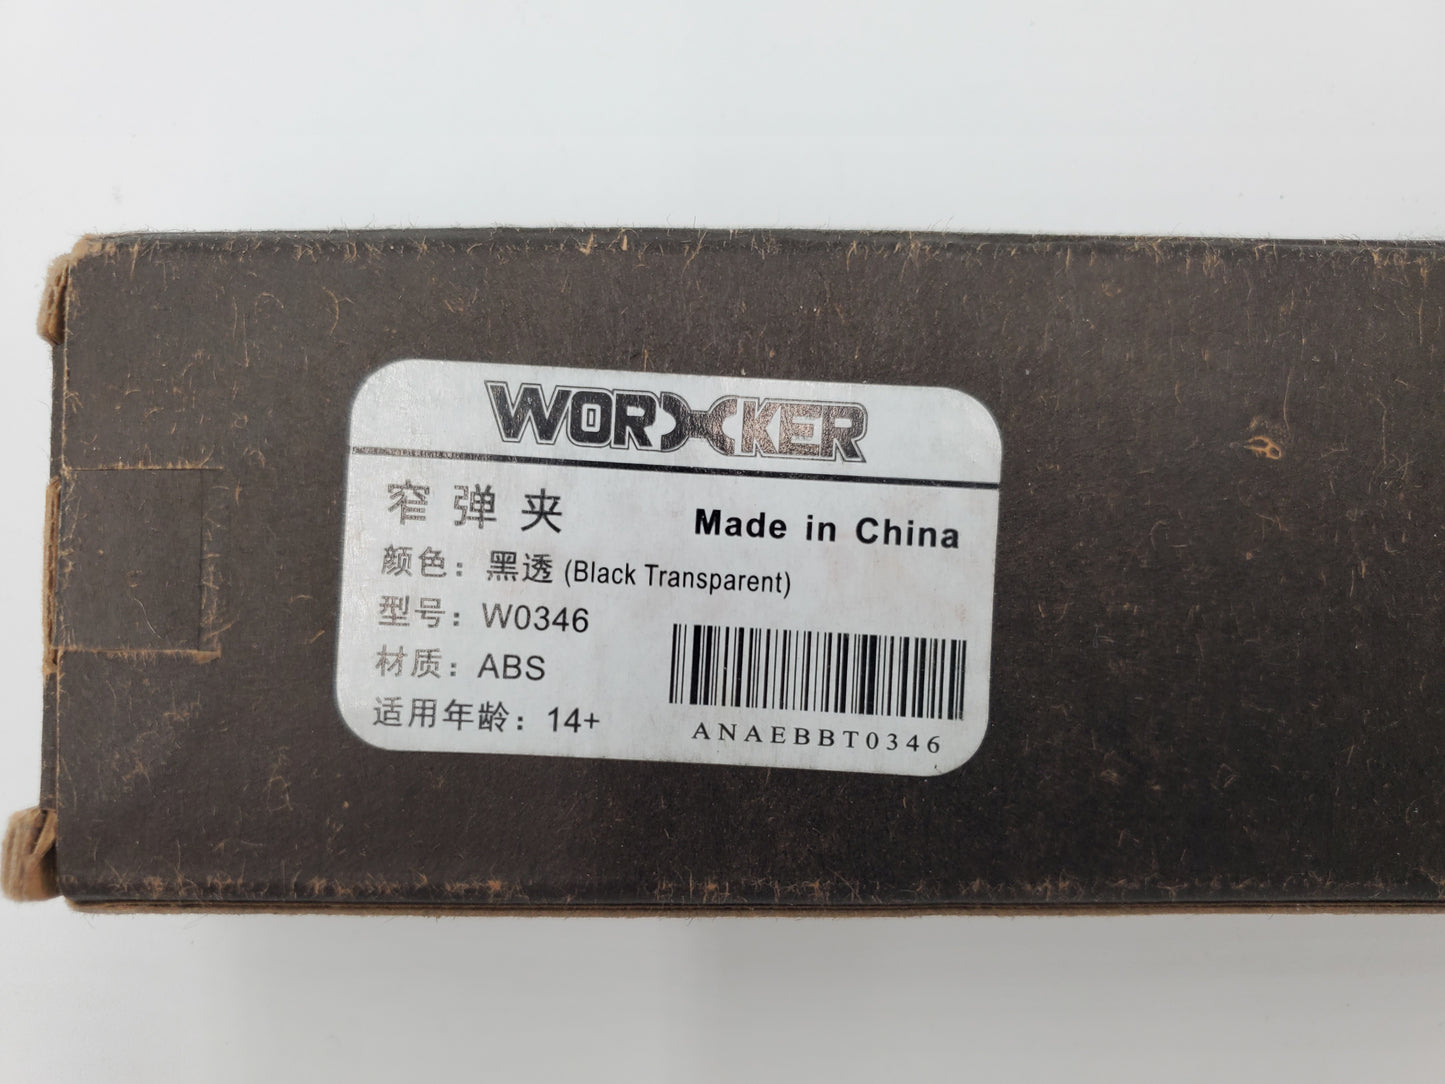 WORKER
窄弹夹
Made in China
颜色：黑透 (Black Transparent)
型号：W0346
材质：ABS
适用年龄：14+
ANAEBBT0346